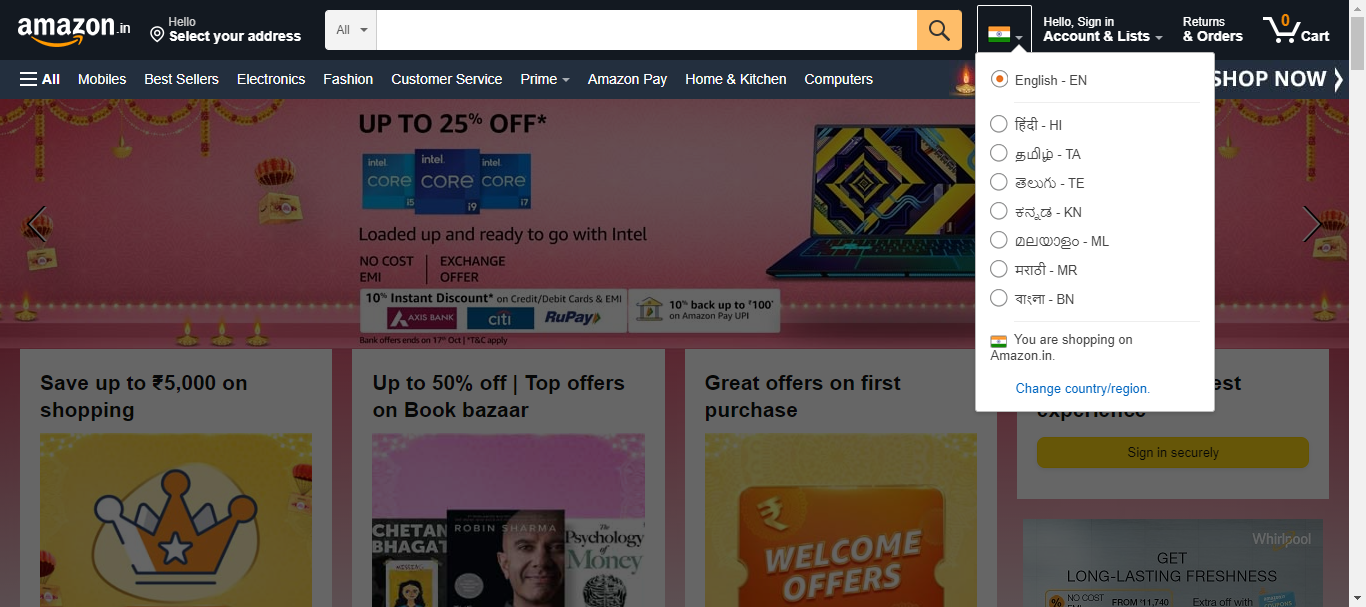 amazon.in
Hello
Select your address
All
Hello, Sign in
Account & Lists
Returns
& Orders
0
Cart
All
Mobiles
Best Sellers
Electronics
Fashion
Customer Service
Prime
Amazon Pay
Home & Kitchen
Computers
SHOP NOW
English - EN
हिंदी - HI
தமிழ் - TA
తెలుగు - TE
ಕನ್ನಡ - KN
മലയാളം - ML
मराठी - MR
বাংলা - BN
You are shopping on
Amazon.in.
Change country/region.
UP TO 25% OFF*
intel. intel. intel.
CORE CORE CORE
i5 i9 i7
Loaded up and ready to go with Intel
NO COST
EMI
EXCHANGE
OFFER
10% Instant Discount* on Credit/Debit Cards & EMI
AXIS BANK
citi
RuPay
10% back up to ₹100*
on Amazon Pay UPI
Bank offers end on 17th Oct | *T&C apply
Save up to ₹5,000 on
shopping
Up to 50% off | Top offers
on Book bazaar
CHETAN
BHAGAT
ROBIN SHARMA
The
Psychology
of
Money
Great offers on first
purchase
₹
WELCOME
OFFERS
experience
Sign in securely
Whirlpool
GET
LONG-LASTING FRESHNESS
% NO COST
FROM ₹11,740
Extra off with